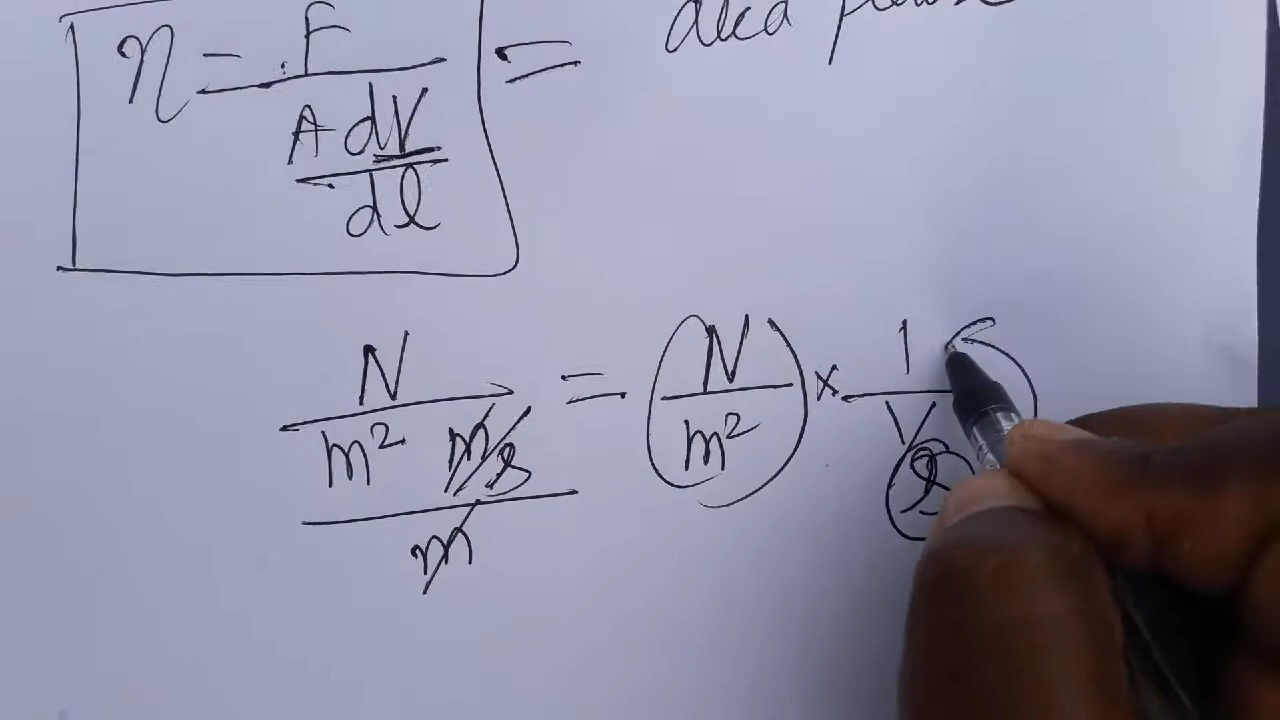 η = F / (A dV/dl) =
N / (m² m/s / m) = (N/m²) × 1 / (1/s)